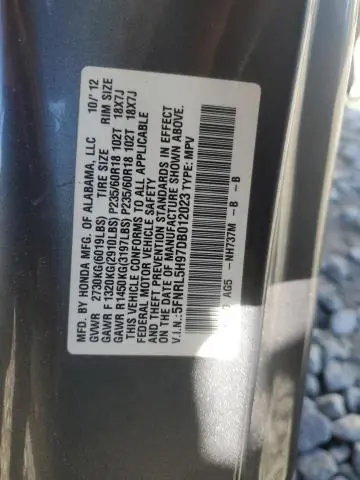 MFD. BY HONDA MFG. OF ALABAMA, LLC 10/'12
GVWR 2730KG(6019LBS) TIRE SIZE RIM SIZE
GAWR F1320KG(2910LBS) P235/60R18 102T 18X7J
GAWR R1450KG(3197LBS) P235/60R18 102T 18X7J
THIS VEHICLE CONFORMS TO ALL APPLICABLE
FEDERAL MOTOR VEHICLE SAFETY
AND THEFT PREVENTION STANDARDS IN EFFECT
ON THE DATE OF MANUFACTURE SHOWN ABOVE.
V.I.N.:5FNRL5H97DB012023 TYPE: MPV
AG5 NH737M - B - B